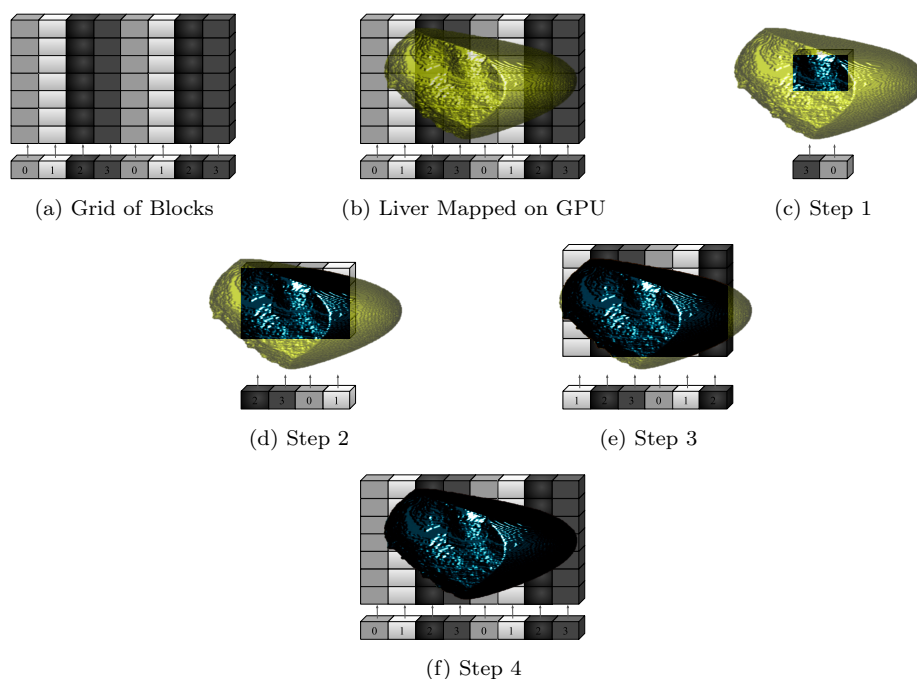 0 1 2 3 0 1 2 3
(a) Grid of Blocks
0 1 2 3 0 1 2 3
(b) Liver Mapped on GPU
3 0
(c) Step 1
2 3 0 1
(d) Step 2
1 2 3 0 1 2
(e) Step 3
0 1 2 3 0 1 2 3
(f) Step 4